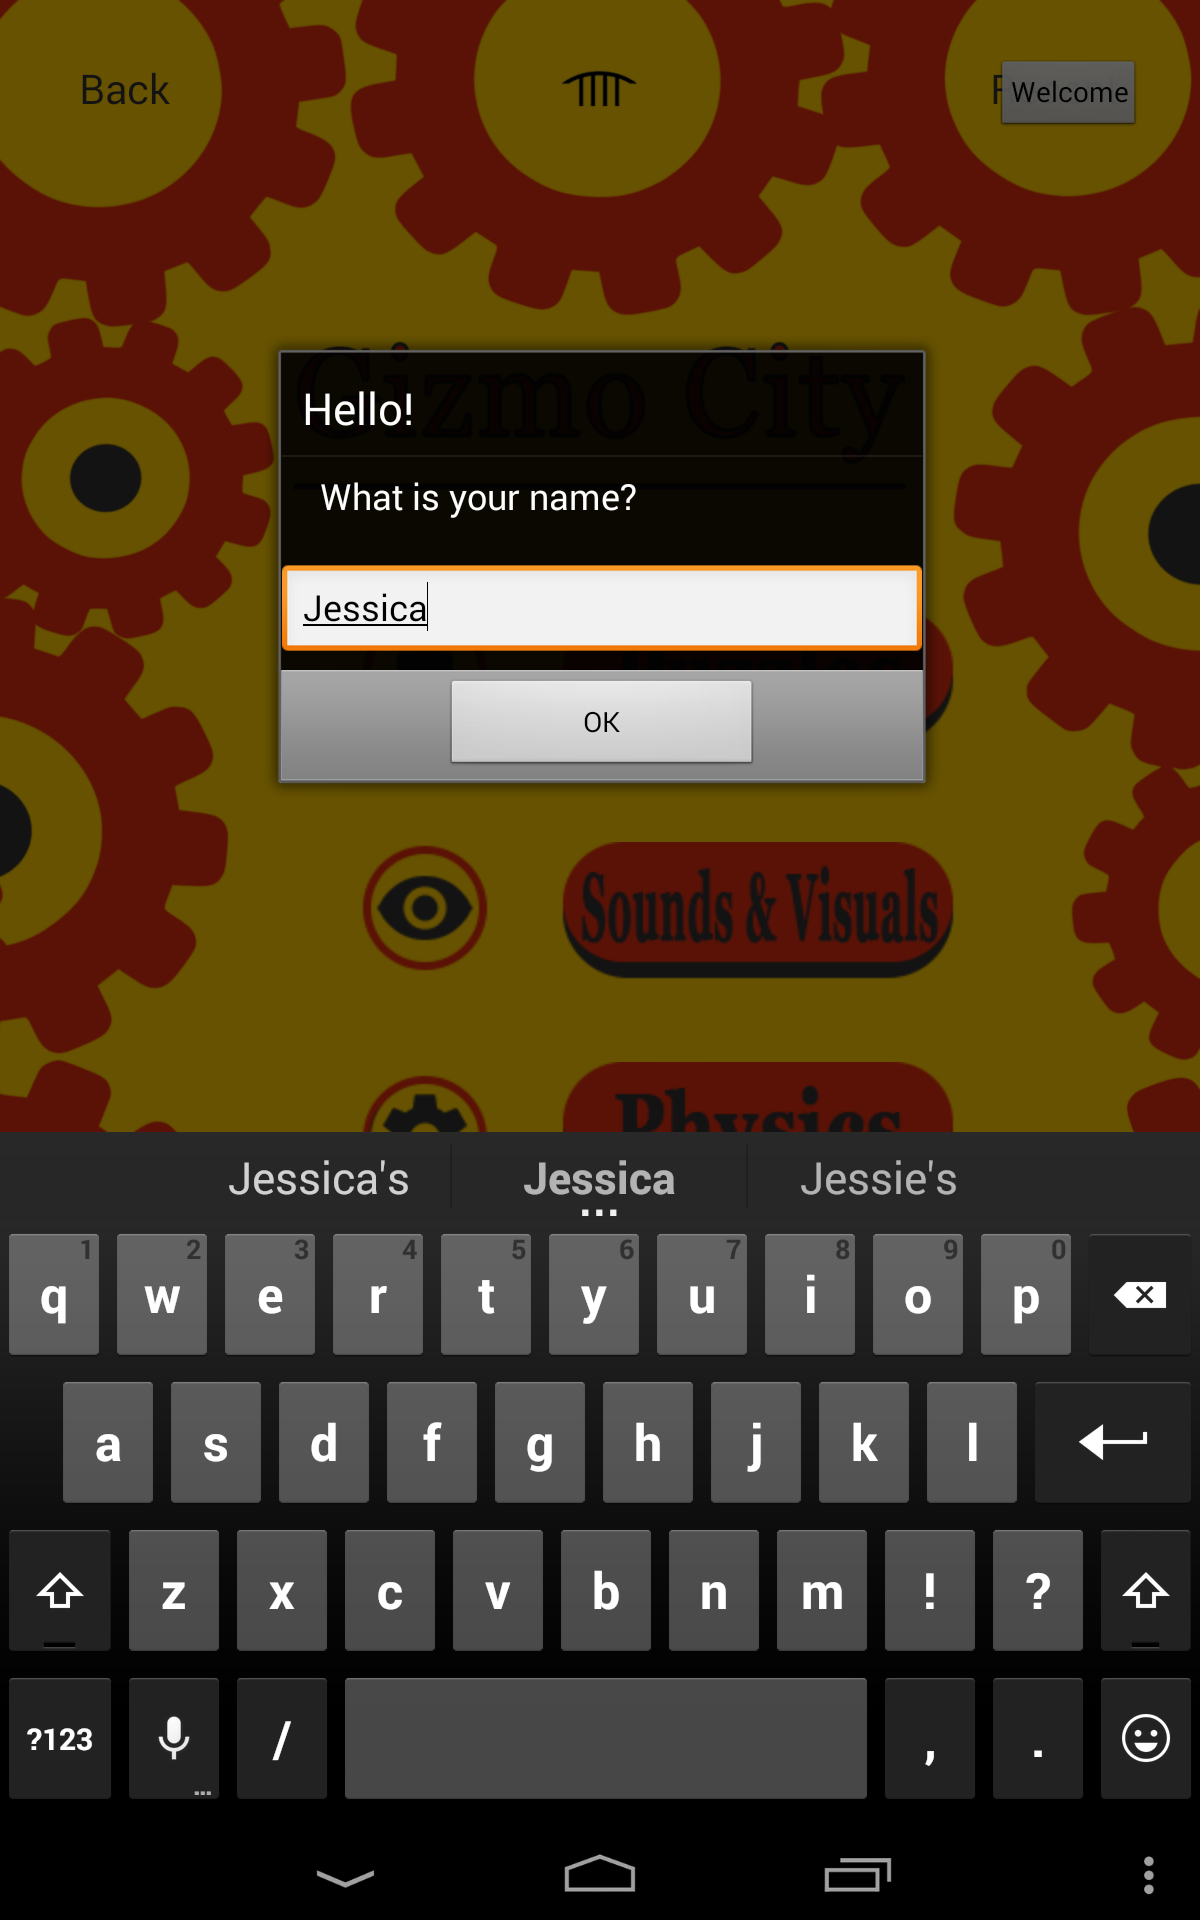 Back
Welcome
Gizmo City
Hello!
What is your name?
Jessica
OK
Sounds & Visuals
Physics
Jessica's Jessica Jessie's
1 2 3 4 5 6 7 8 9 0
q w e r t y u i o p
a s d f g h j k l
z x c v b n m ! ?
?123 / , .